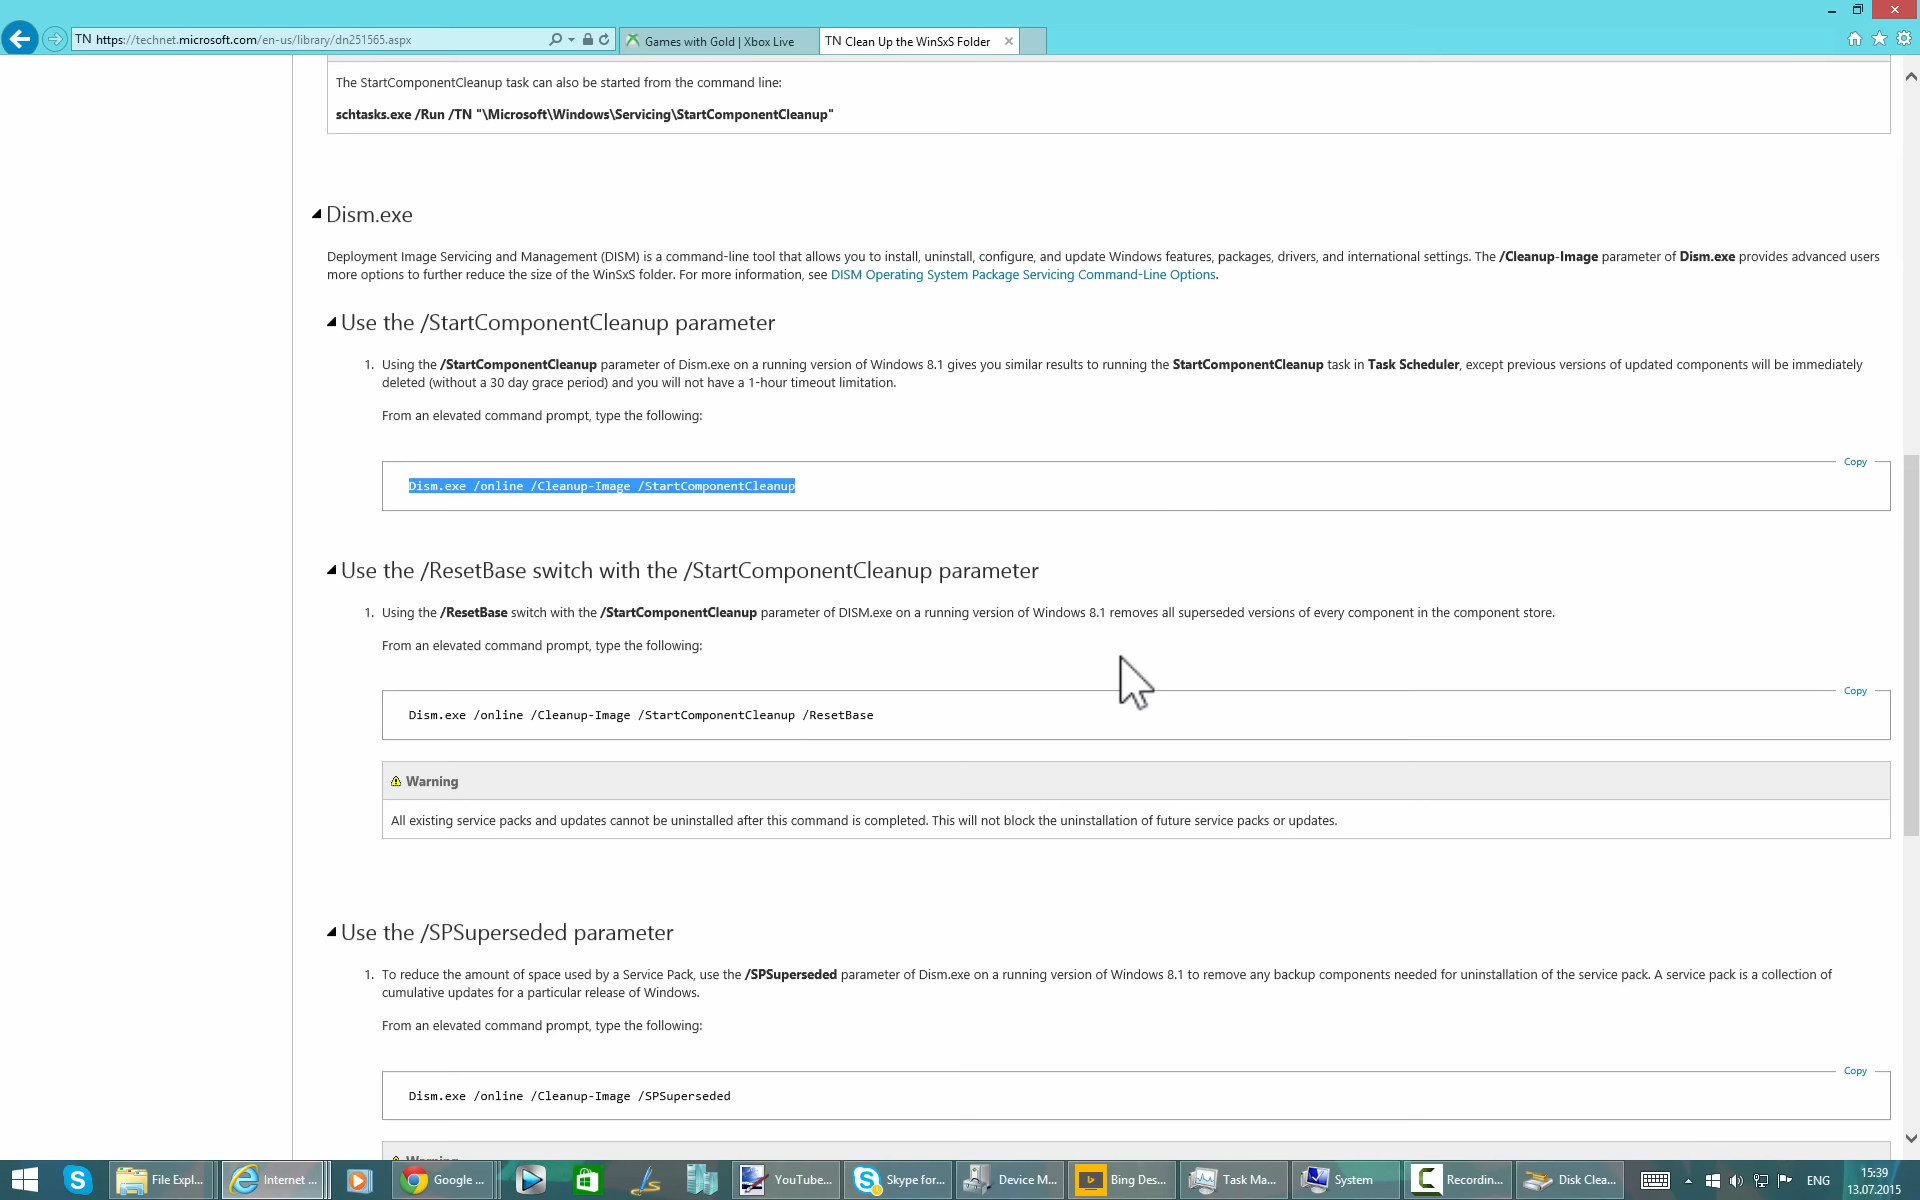 TN https://technet.microsoft.com/en-us/library/dn251565.aspx
Games with Gold | Xbox Live
TN Clean Up the WinSxS Folder
The StartComponentCleanup task can also be started from the command line:
schtasks.exe /Run /TN "\Microsoft\Windows\Servicing\StartComponentCleanup"
Dism.exe
Deployment Image Servicing and Management (DISM) is a command-line tool that allows you to install, uninstall, configure, and update Windows features, packages, drivers, and international settings. The /Cleanup-Image parameter of Dism.exe provides advanced users
more options to further reduce the size of the WinSxS folder. For more information, see DISM Operating System Package Servicing Command-Line Options.
Use the /StartComponentCleanup parameter
1. Using the /StartComponentCleanup parameter of Dism.exe on a running version of Windows 8.1 gives you similar results to running the StartComponentCleanup task in Task Scheduler, except previous versions of updated components will be immediately
deleted (without a 30 day grace period) and you will not have a 1-hour timeout limitation.
From an elevated command prompt, type the following:
Copy
Dism.exe /online /Cleanup-Image /StartComponentCleanup
Use the /ResetBase switch with the /StartComponentCleanup parameter
1. Using the /ResetBase switch with the /StartComponentCleanup parameter of DISM.exe on a running version of Windows 8.1 removes all superseded versions of every component in the component store.
From an elevated command prompt, type the following:
Copy
Dism.exe /online /Cleanup-Image /StartComponentCleanup /ResetBase
Warning
All existing service packs and updates cannot be uninstalled after this command is completed. This will not block the uninstallation of future service packs or updates.
Use the /SPSuperseded parameter
1. To reduce the amount of space used by a Service Pack, use the /SPSuperseded parameter of Dism.exe on a running version of Windows 8.1 to remove any backup components needed for uninstallation of the service pack. A service pack is a collection of
cumulative updates for a particular release of Windows.
From an elevated command prompt, type the following:
Copy
Dism.exe /online /Cleanup-Image /SPSuperseded
Warning
File Expl... Internet ... Google ... YouTube... Skype for... Device M... Bing Des... Task Ma... System Recordin... Disk Clea... ENG 15:39
13.07.2015